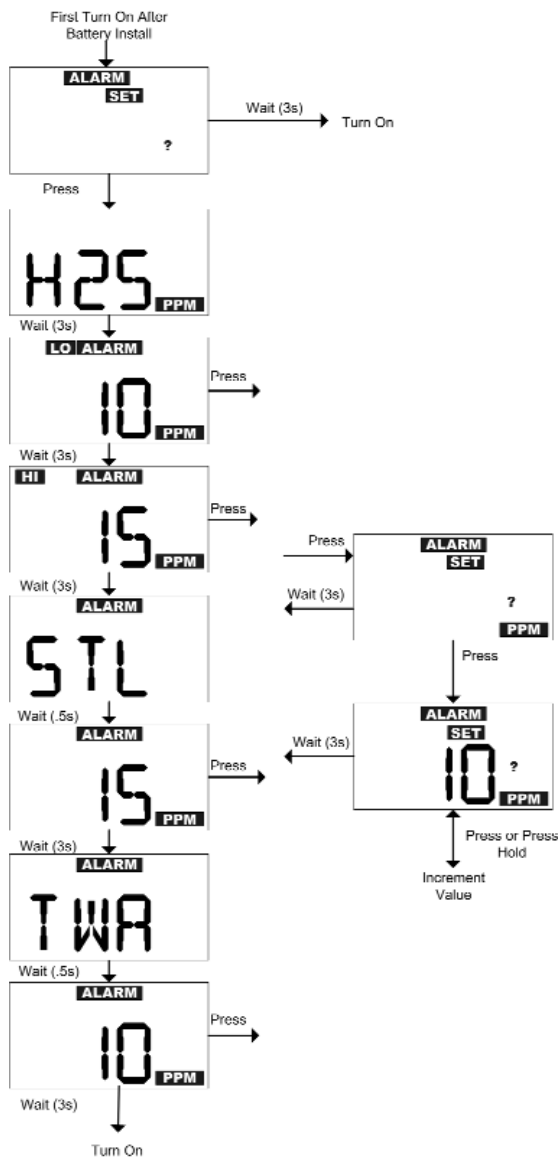 First Turn On After
Battery Install
ALARM
SET
?
Wait (3s)
Turn On
Press
H2S
PPM
Wait (3s)
LO ALARM
10
PPM
Press
Wait (3s)
HI ALARM
15
PPM
Press
Wait (3s)
ALARM
STL
Wait (.5s)
ALARM
15
PPM
Press
Wait (3s)
ALARM
TWA
Wait (.5s)
ALARM
10
PPM
Press
Wait (3s)
Turn On
Press
ALARM
SET
?
PPM
Wait (3s)
Press
ALARM
SET
10 ?
PPM
Wait (3s)
Press or Press
Hold
Increment
Value